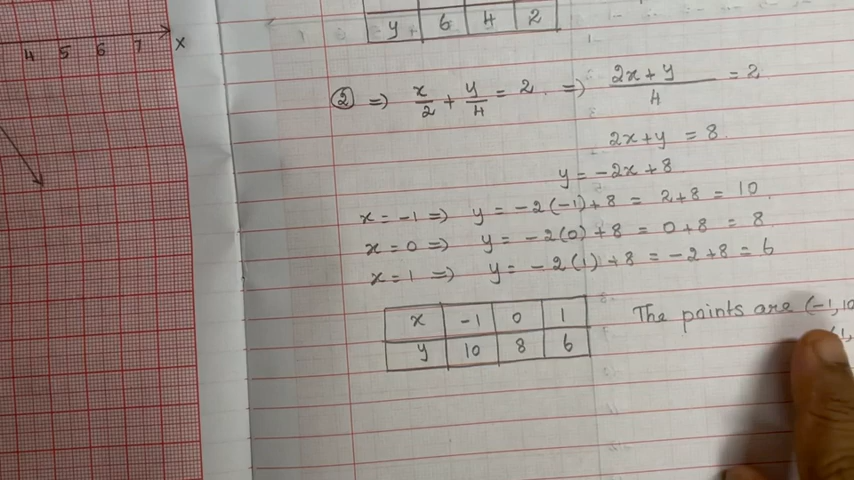 y 6 4 2
4 5 6 7 x
② ⇒ x/2 + y/4 = 2 ⇒ (2x + y)/4 = 2
2x + y = 8
y = -2x + 8
x = -1 ⇒ y = -2(-1) + 8 = 2 + 8 = 10
x = 0 ⇒ y = -2(0) + 8 = 0 + 8 = 8
x = 1 ⇒ y = -2(1) + 8 = -2 + 8 = 6
x -1 0 1
y 10 8 6
The points are (-1, 10